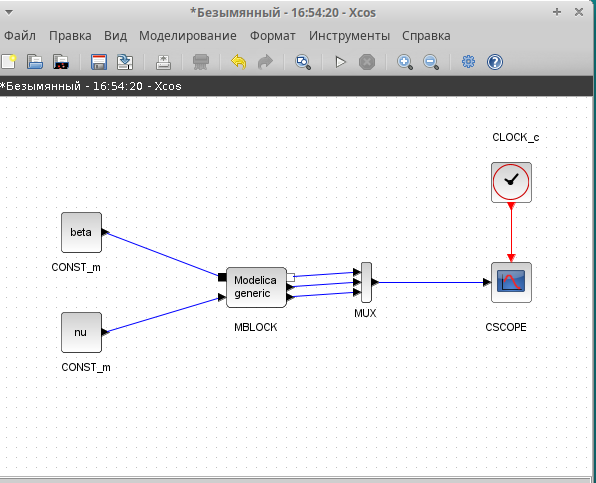 *Безымянный - 16:54:20 - Xcos
Файл Правка Вид Моделирование Формат Инструменты Справка
*Безымянный - 16:54:20 - Xcos
CLOCK_c
beta
CONST_m
Modelica
generic
MBLOCK
MUX
CSCOPE
nu
CONST_m